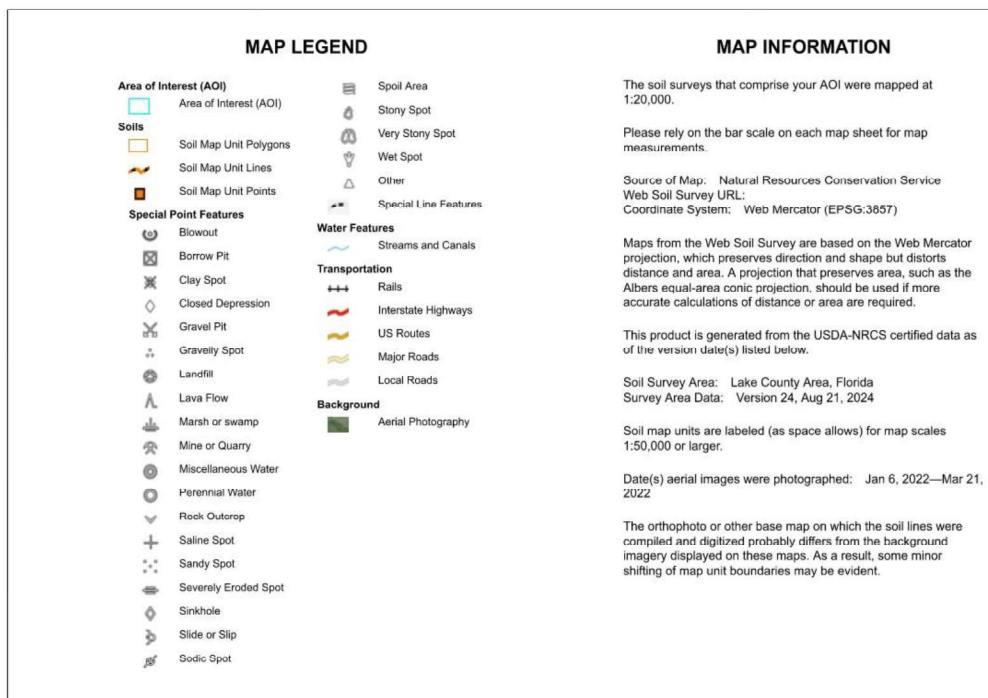 MAP LEGEND
Area of Interest (AOI)
Area of Interest (AOI)
Soils
Soil Map Unit Polygons
Soil Map Unit Lines
Soil Map Unit Points
Special Point Features
Blowout
Borrow Pit
Clay Spot
Closed Depression
Gravel Pit
Gravelly Spot
Landfill
Lava Flow
Marsh or swamp
Mine or Quarry
Miscellaneous Water
Perennial Water
Rock Outcrop
Saline Spot
Sandy Spot
Severely Eroded Spot
Sinkhole
Slide or Slip
Sodic Spot
Spoil Area
Stony Spot
Very Stony Spot
Wet Spot
Other
Special Line Features
Water Features
Streams and Canals
Transportation
Rails
Interstate Highways
US Routes
Major Roads
Local Roads
Background
Aerial Photography
MAP INFORMATION
The soil surveys that comprise your AOI were mapped at
1:20,000.
Please rely on the bar scale on each map sheet for map
measurements.
Source of Map: Natural Resources Conservation Service
Web Soil Survey URL:
Coordinate System: Web Mercator (EPSG:3857)
Maps from the Web Soil Survey are based on the Web Mercator
projection, which preserves direction and shape but distorts
distance and area. A projection that preserves area, such as the
Albers equal-area conic projection, should be used if more
accurate calculations of distance or area are required.
This product is generated from the USDA-NRCS certified data as
of the version date(s) listed below.
Soil Survey Area: Lake County Area, Florida
Survey Area Data: Version 24, Aug 21, 2024
Soil map units are labeled (as space allows) for map scales
1:50,000 or larger.
Date(s) aerial images were photographed: Jan 6, 2022—Mar 21,
2022
The orthophoto or other base map on which the soil lines were
compiled and digitized probably differs from the background
imagery displayed on these maps. As a result, some minor
shifting of map unit boundaries may be evident.